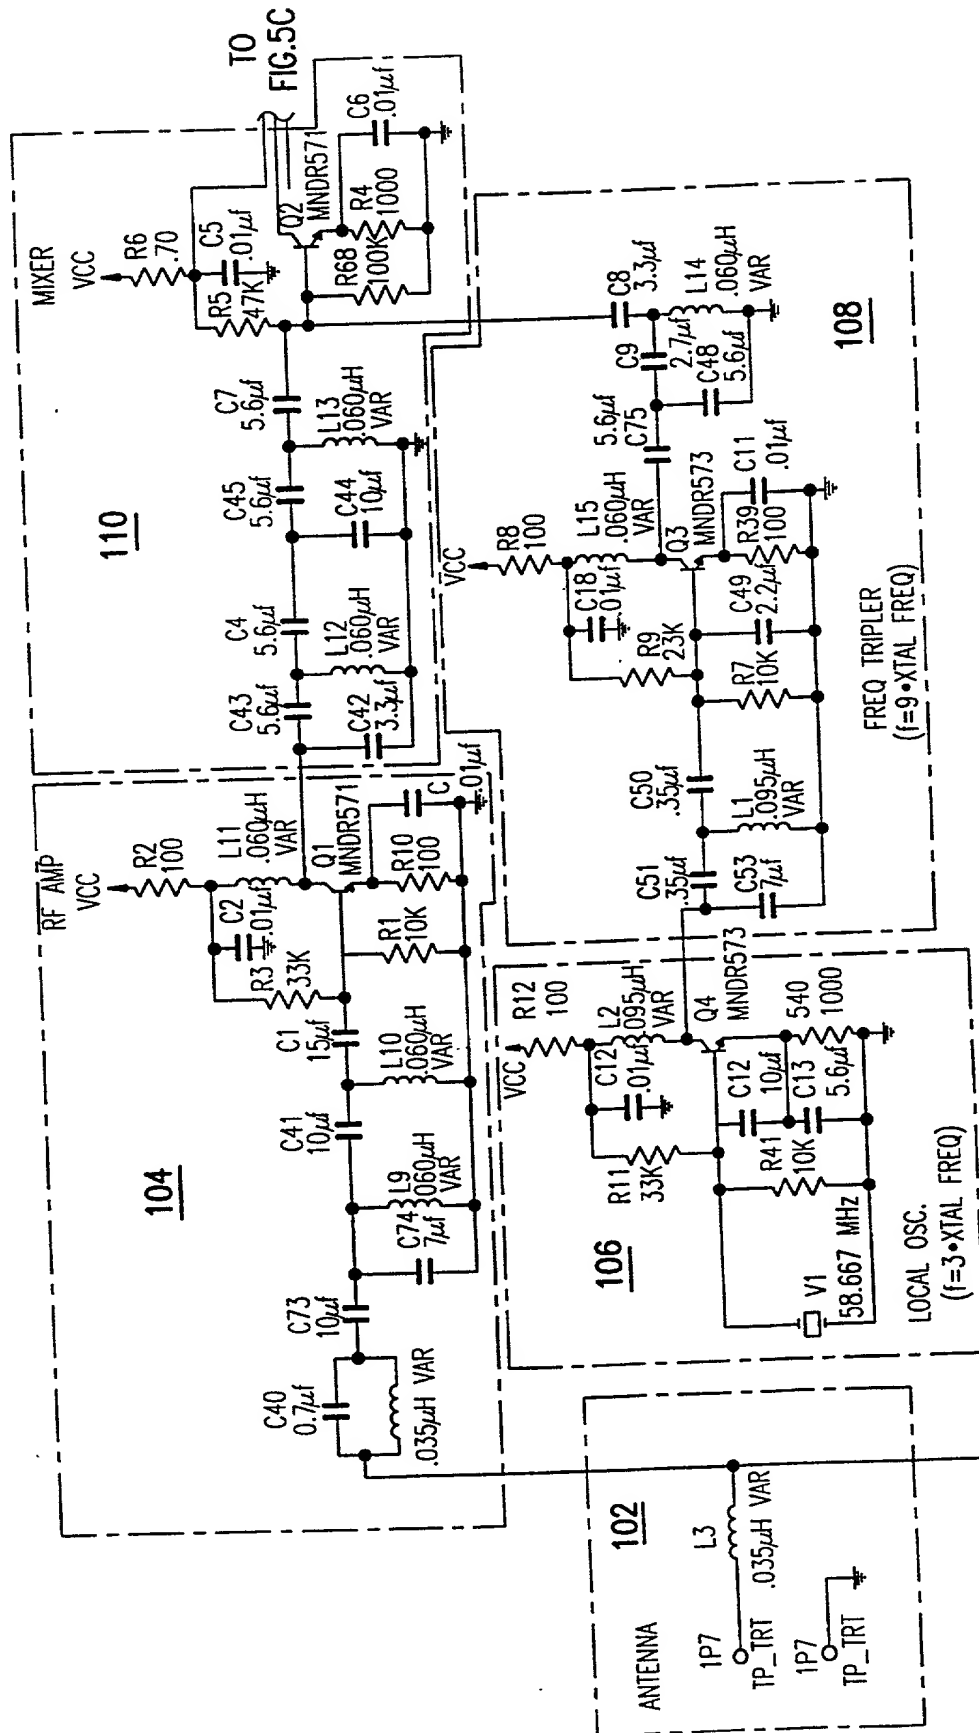 TO
FIG.5C
MIXER
VCC
R6
.70
C5
.01µf
R5
47K
Q2
MNDR571
C6
.01µf
R4
1000
R68
100K
110
C7
5.6µf
L13
.060µH
VAR
C45
5.6µf
C44
10µf
C4
5.6µf
L12
.060µH
VAR
C43
5.6µf
C42
3.3µf
RF AMP
VCC
R2
100
L11
.060µH
VAR
C2
.01µf
R3
33K
Q1
MNDR571
C
.01µf
R10
100
R1
10K
C1
15µf
L10
.060µH
VAR
C41
10µf
L9
.060µH
VAR
C74
7µf
104
C73
10µf
C40
0.7µf
.035µH VAR
C8
3.3µf
L14
.060µH
VAR
C9
2.7µf
C48
5.6µf
5.6µf
C75
108
VCC
R8
100
L15
.060µH
VAR
C18
.01µf
R9
23K
Q3
MNDR573
C11
.01µf
R39
100
C49
2.2µf
R7
10K
C50
.35µf
L1
.095µH
VAR
C51
.35µf
C53
7µf
FREQ TRIPLER
(f=9•XTAL FREQ)
VCC
R12
100
L2
.095µH
VAR
C12
.01µf
R11
33K
Q4
MNDR573
540
1000
C12
10µf
C13
5.6µf
R41
10K
106
V1
58.667 MHz
LOCAL OSC.
(f=3•XTAL FREQ)
102
ANTENNA
L3
.035µH VAR
1P7
TP_TRT
1P7
TP_TRT